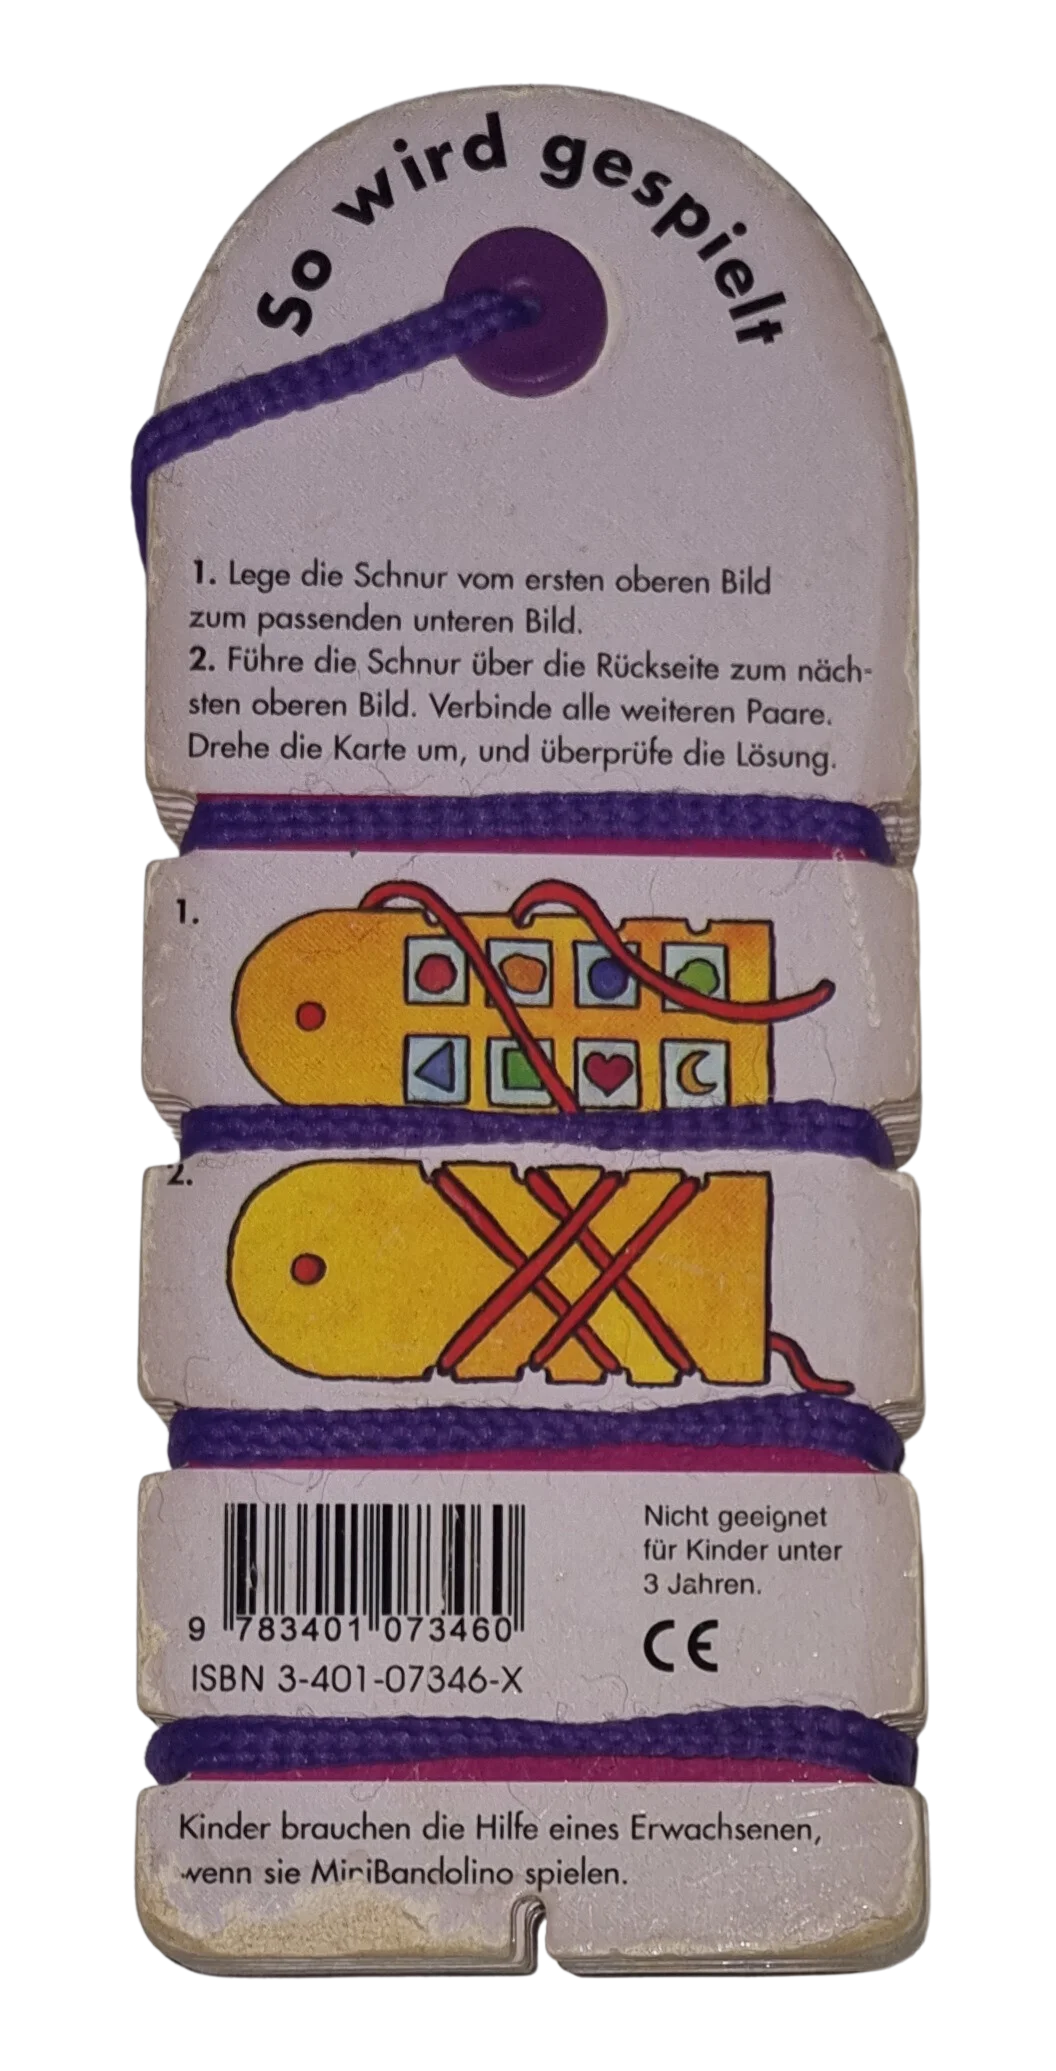 So wird gespielt
1. Lege die Schnur vom ersten oberen Bild
zum passenden unteren Bild.
2. Führe die Schnur über die Rückseite zum näch-
sten oberen Bild. Verbinde alle weiteren Paare.
Drehe die Karte um, und überprüfe die Lösung.
1.
2.
9 783401 073460
ISBN 3-401-07346-X
Nicht geeignet
für Kinder unter
3 Jahren.
CE
Kinder brauchen die Hilfe eines Erwachsenen,
wenn sie MiniBandolino spielen.